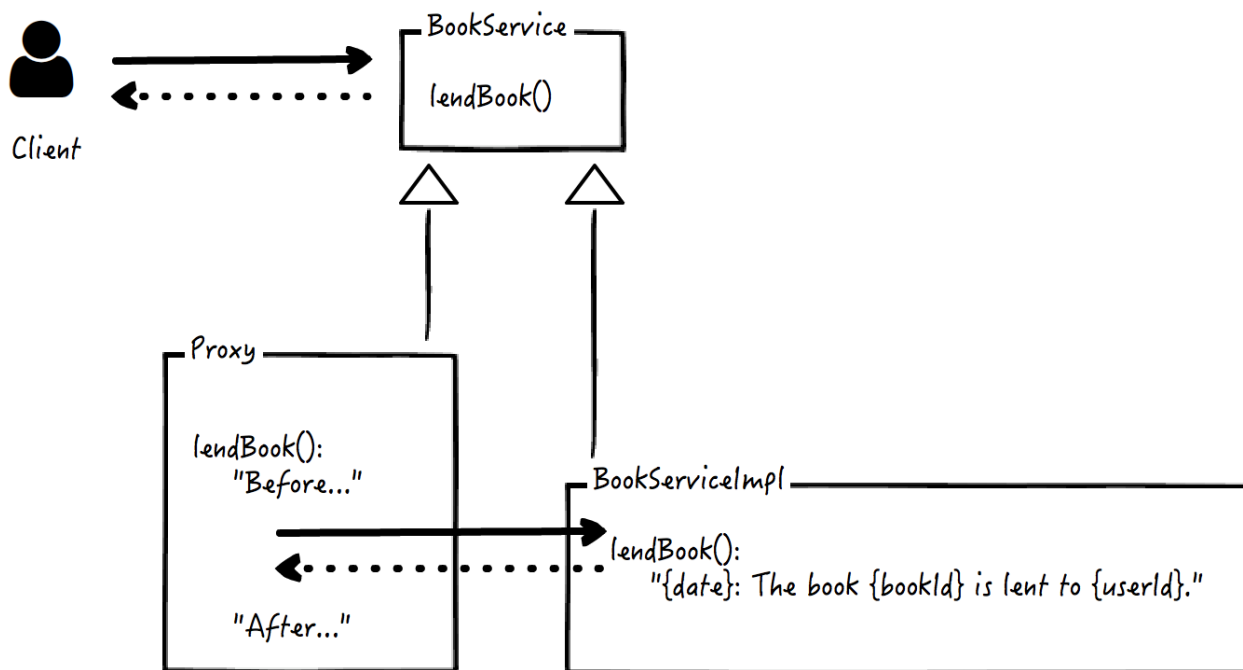 BookService
lendBook()
Client
Proxy
lendBook():
"Before..."
BookServiceImpl
lendBook():
"{date}: The book {bookId} is lent to {userId}."
"After..."